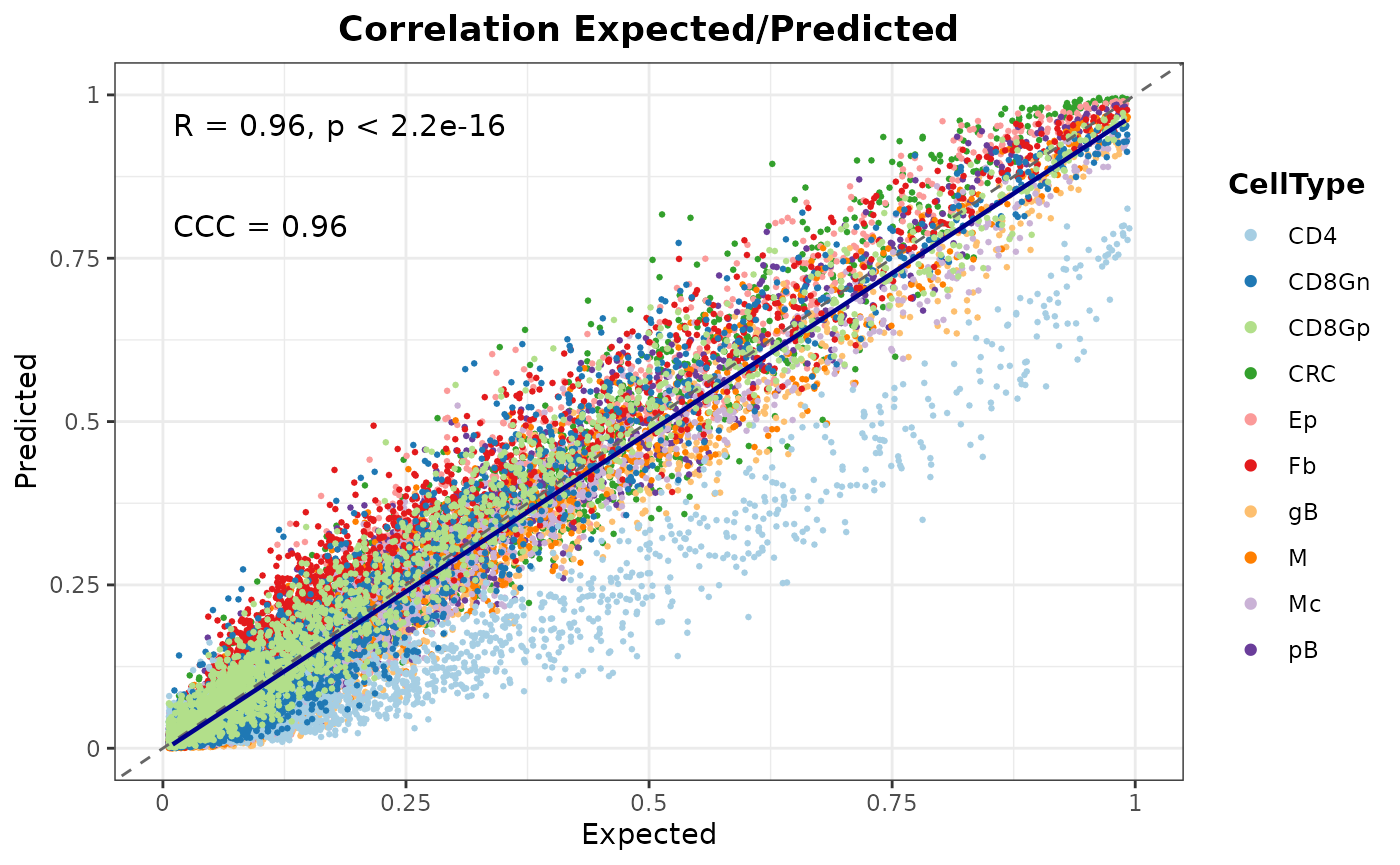 Correlation Expected/Predicted
R = 0.96, p < 2.2e-16
CCC = 0.96
1
0.75
0.5
0.25
0
Predicted
0
0.25
0.5
0.75
1
Expected
CellType
CD4
CD8Gn
CD8Gp
CRC
Ep
Fb
gB
M
Mc
pB